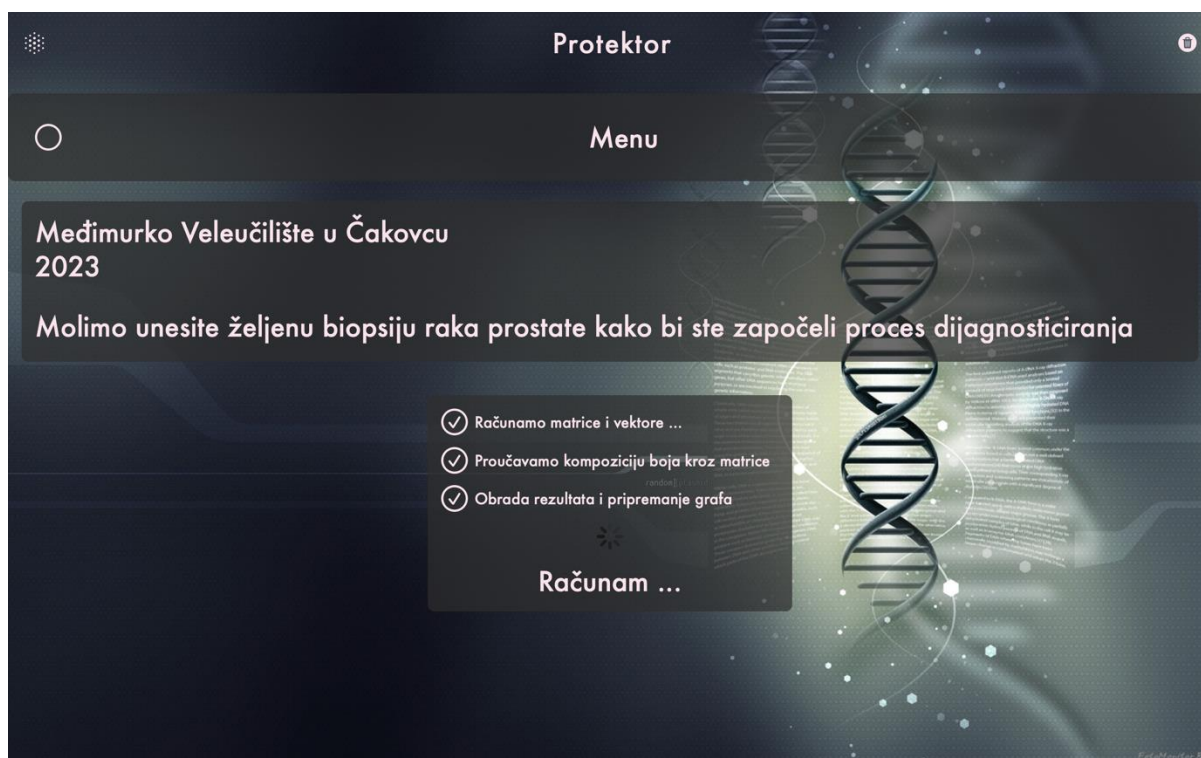 Protektor
Menu
Međimurko Veleučilište u Čakovcu
2023
Molimo unesite željenu biopsiju raka prostate kako bi ste započeli proces dijagnosticiranja
Računamo matrice i vektore ...
Proučavamo kompoziciju boja kroz matrice
Obrada rezultata i pripremanje grafa
Računam ...